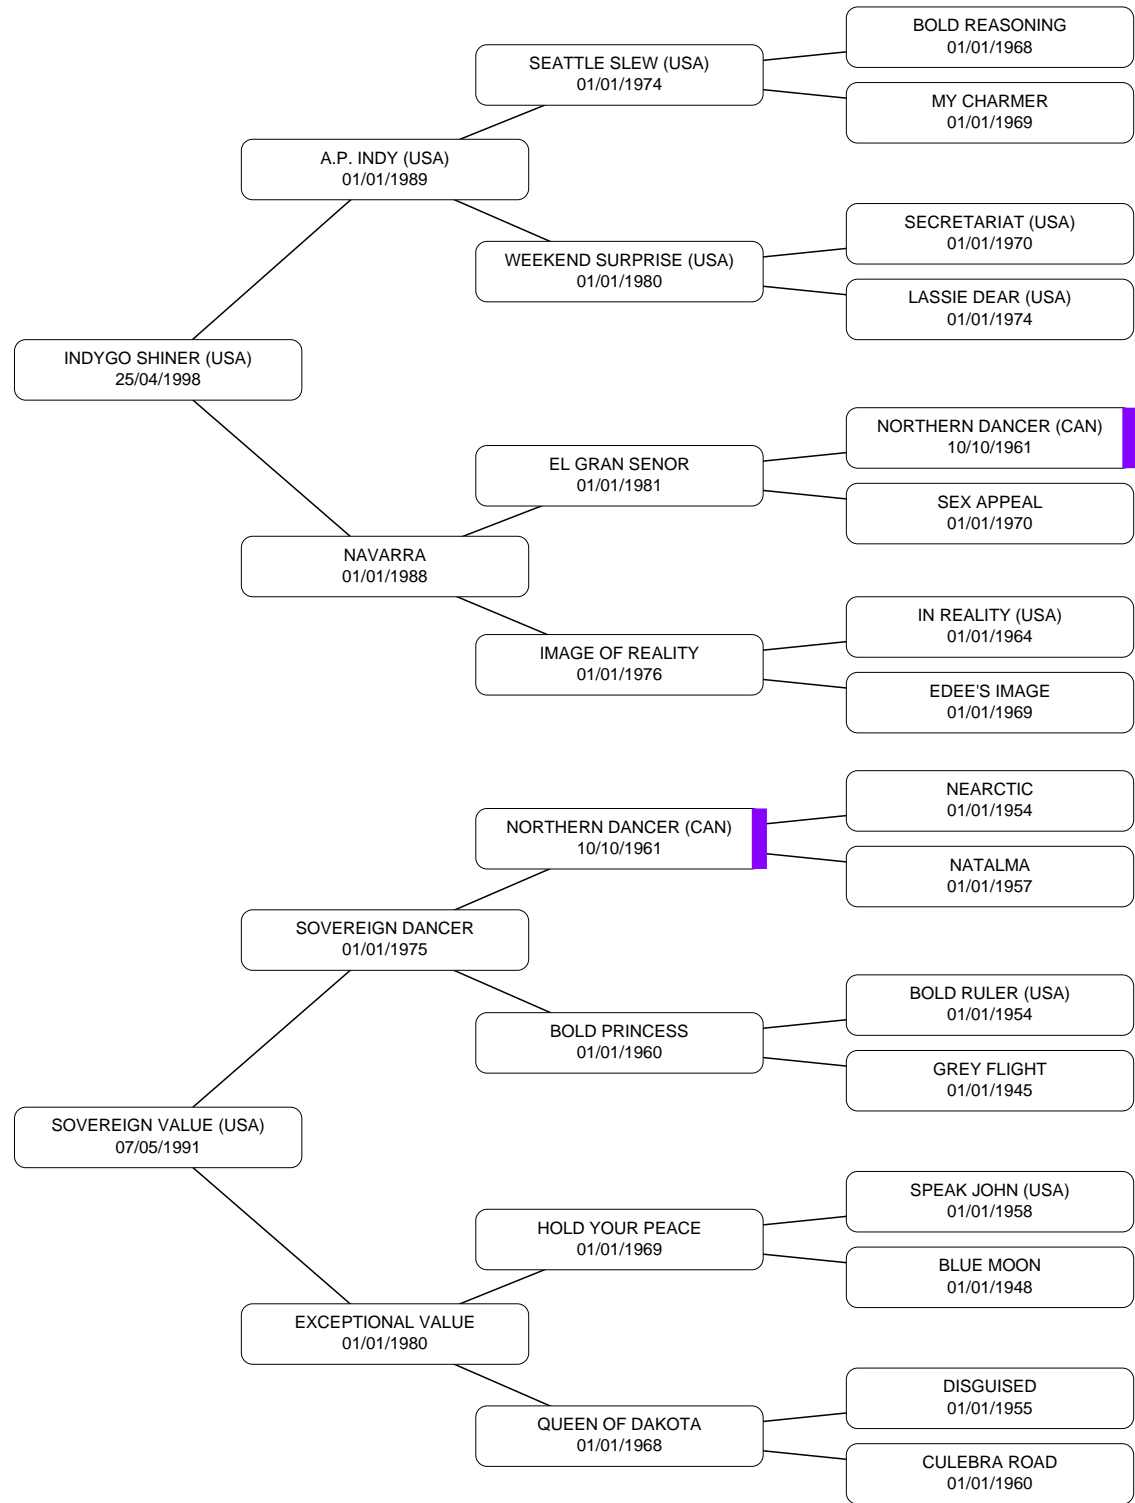 BOLD REASONING
01/01/1968
SEATTLE SLEW (USA)
01/01/1974
MY CHARMER
01/01/1969
A.P. INDY (USA)
01/01/1989
SECRETARIAT (USA)
01/01/1970
WEEKEND SURPRISE (USA)
01/01/1980
LASSIE DEAR (USA)
01/01/1974
INDYGO SHINER (USA)
25/04/1998
NORTHERN DANCER (CAN)
10/10/1961
EL GRAN SENOR
01/01/1981
SEX APPEAL
01/01/1970
NAVARRA
01/01/1988
IN REALITY (USA)
01/01/1964
IMAGE OF REALITY
01/01/1976
EDEE'S IMAGE
01/01/1969
NEARCTIC
01/01/1954
NORTHERN DANCER (CAN)
10/10/1961
NATALMA
01/01/1957
SOVEREIGN DANCER
01/01/1975
BOLD RULER (USA)
01/01/1954
BOLD PRINCESS
01/01/1960
GREY FLIGHT
01/01/1945
SOVEREIGN VALUE (USA)
07/05/1991
SPEAK JOHN (USA)
01/01/1958
HOLD YOUR PEACE
01/01/1969
BLUE MOON
01/01/1948
EXCEPTIONAL VALUE
01/01/1980
DISGUISED
01/01/1955
QUEEN OF DAKOTA
01/01/1968
CULEBRA ROAD
01/01/1960